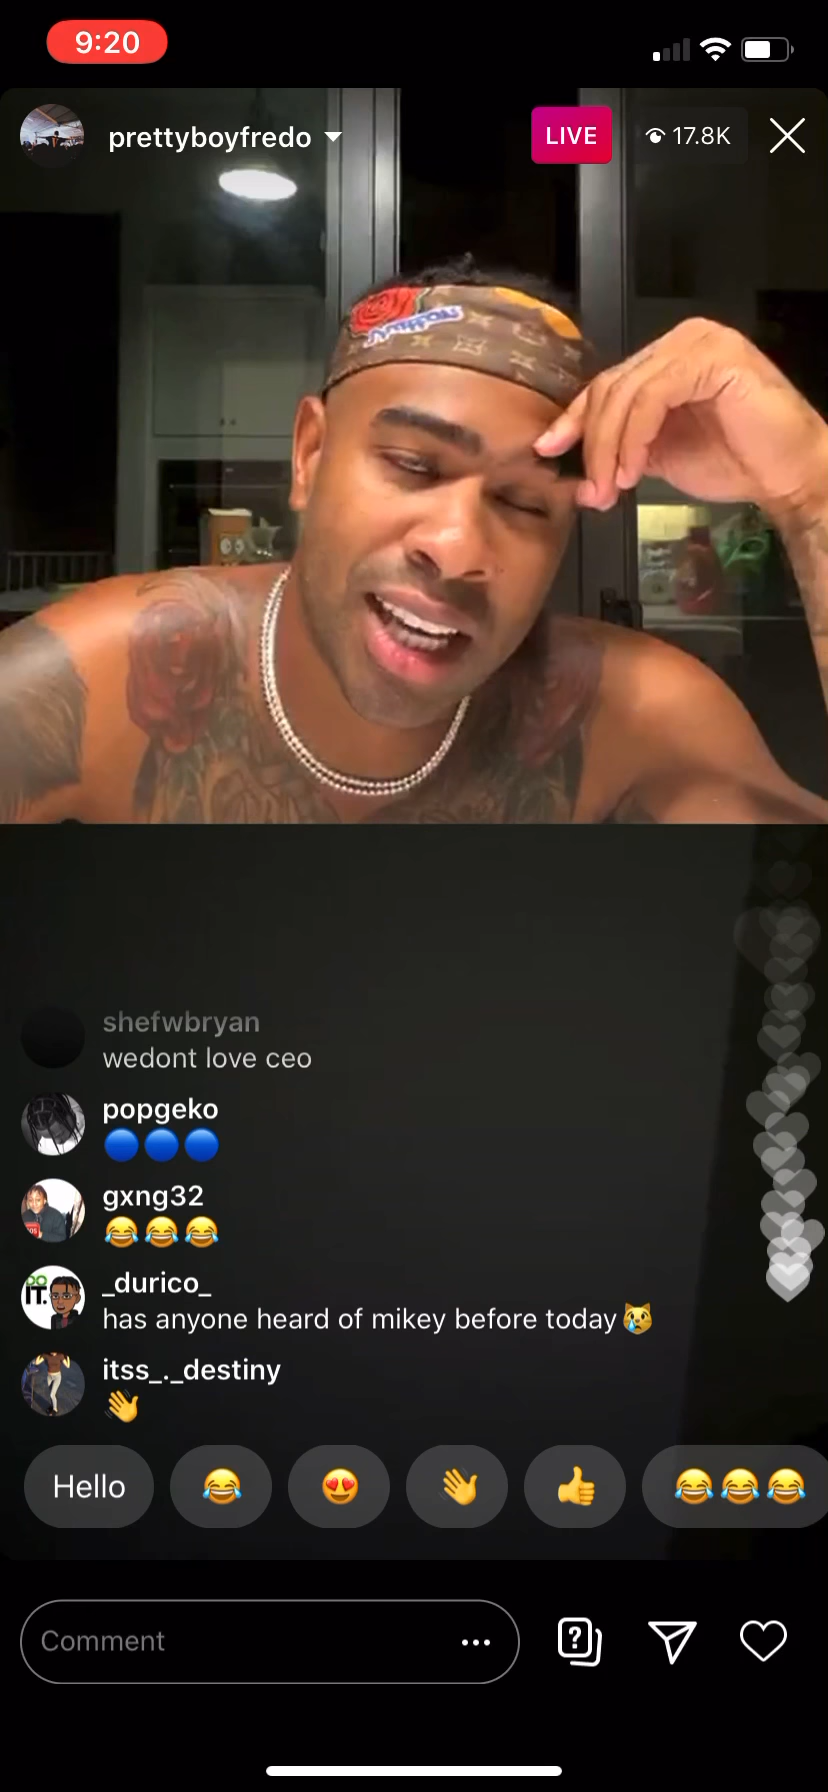 9:20
prettyboyfredo
LIVE
17.8K
shefwbryan
wedont love ceo
popgeko
🔵🔵🔵
gxng32
😂😂😂
_durico_
has anyone heard of mikey before today😿
itss_._destiny
👋
Hello 😂 😍 👋 👍 😂😂😂
Comment